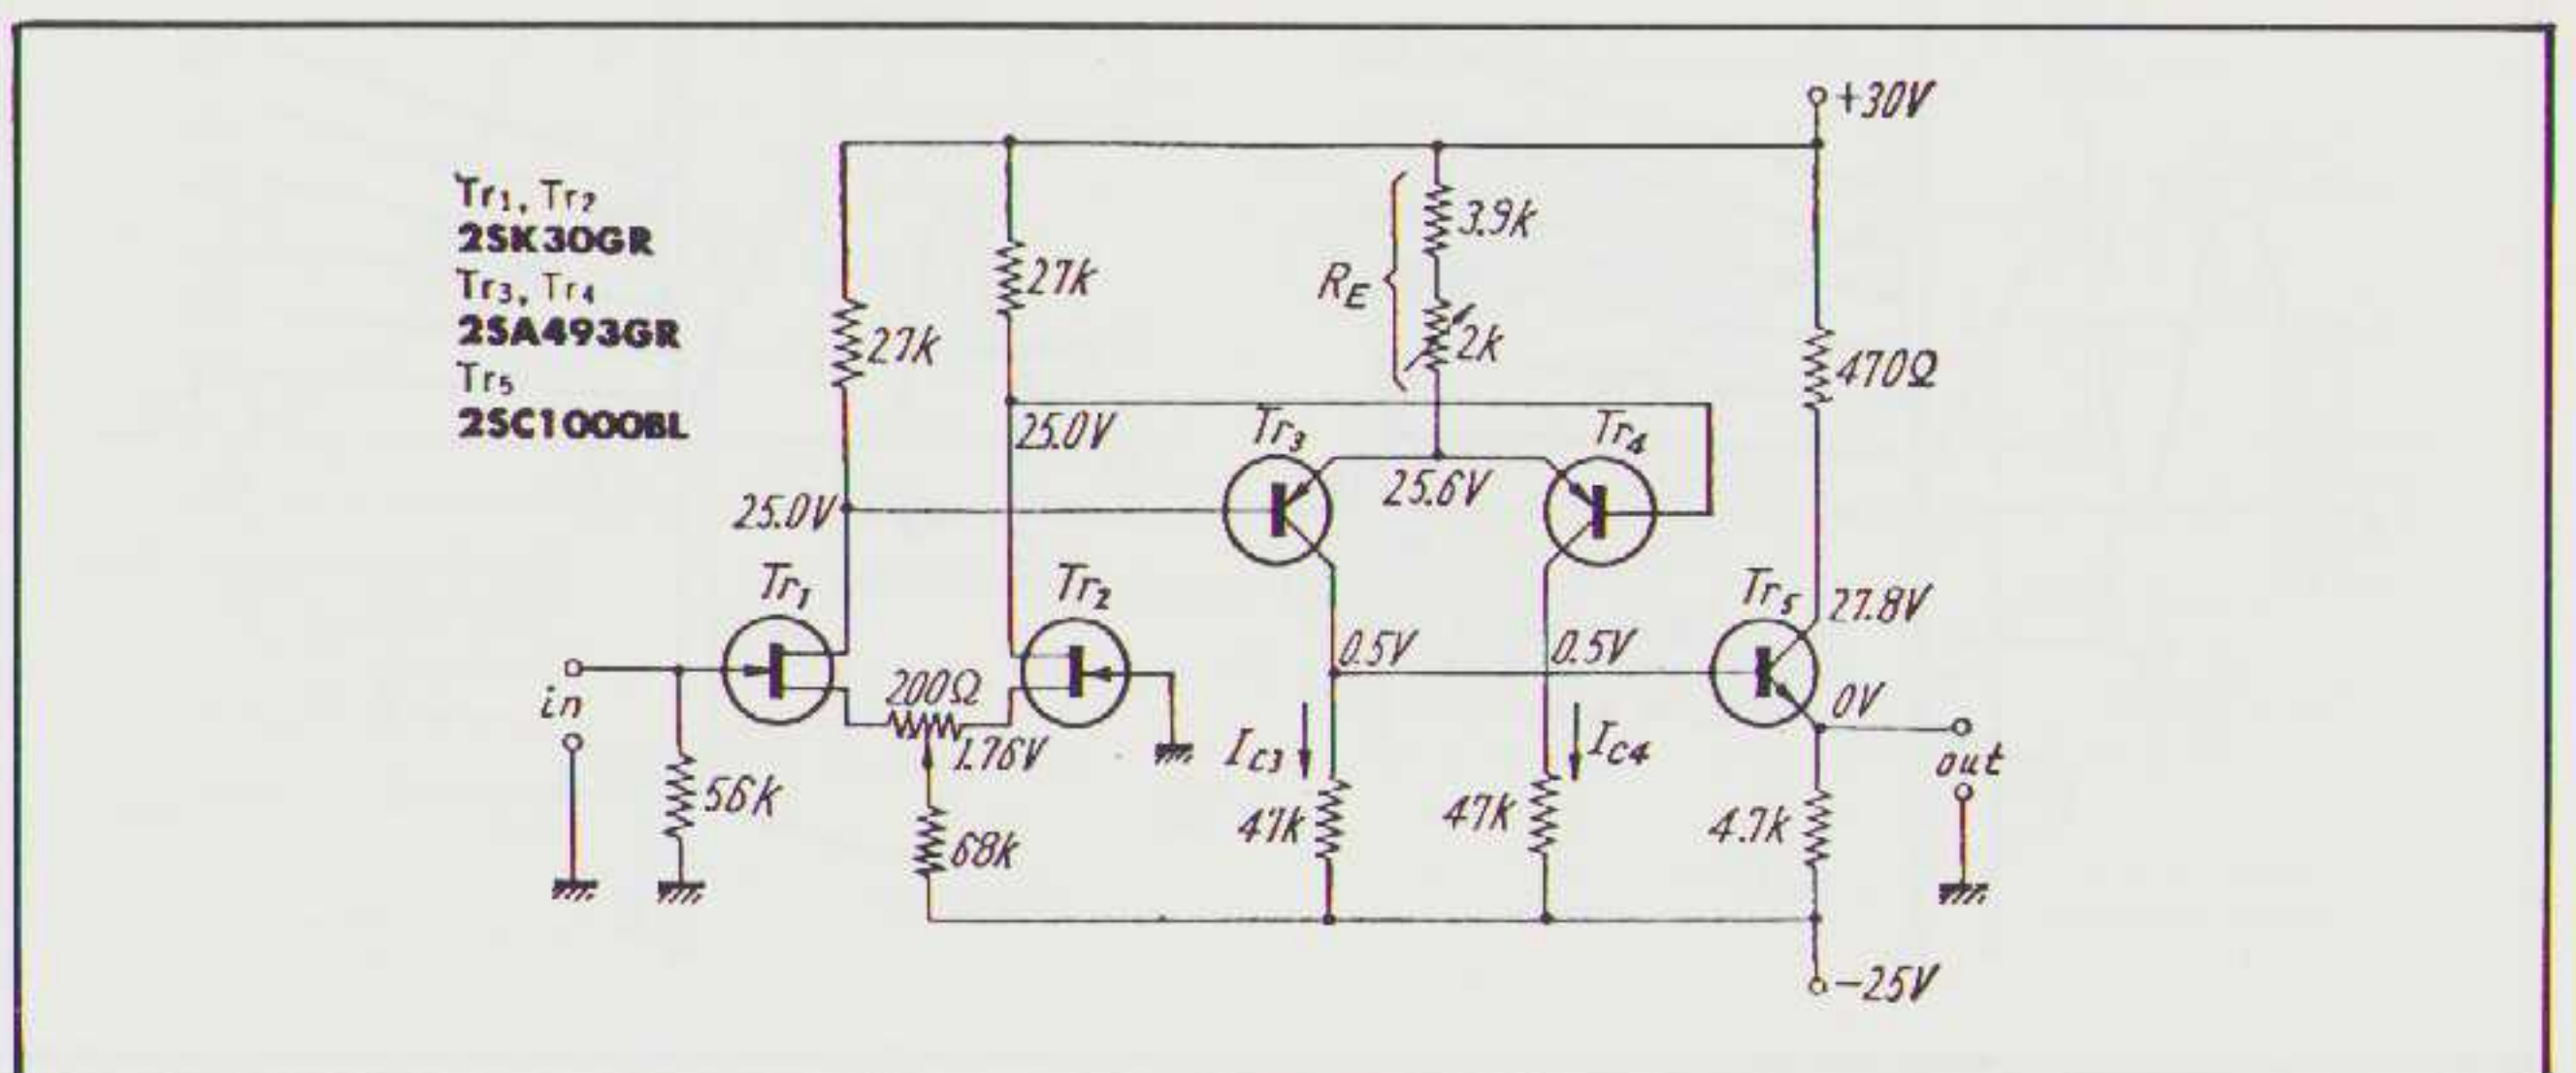 +30V
Tr1, Tr2
2SK30GR
Tr3, Tr4
2SA493GR
Tr5
2SC1000BL
3.9k
RE
2k
27k
27k
470Ω
25.0V
Tr3
Tr4
25.6V
25.0V
Tr1
Tr2
Tr5
27.8V
0.5V
0.5V
0V
200Ω
1.76V
in
out
IC3
IC4
56k
68k
47k
47k
4.7k
-25V